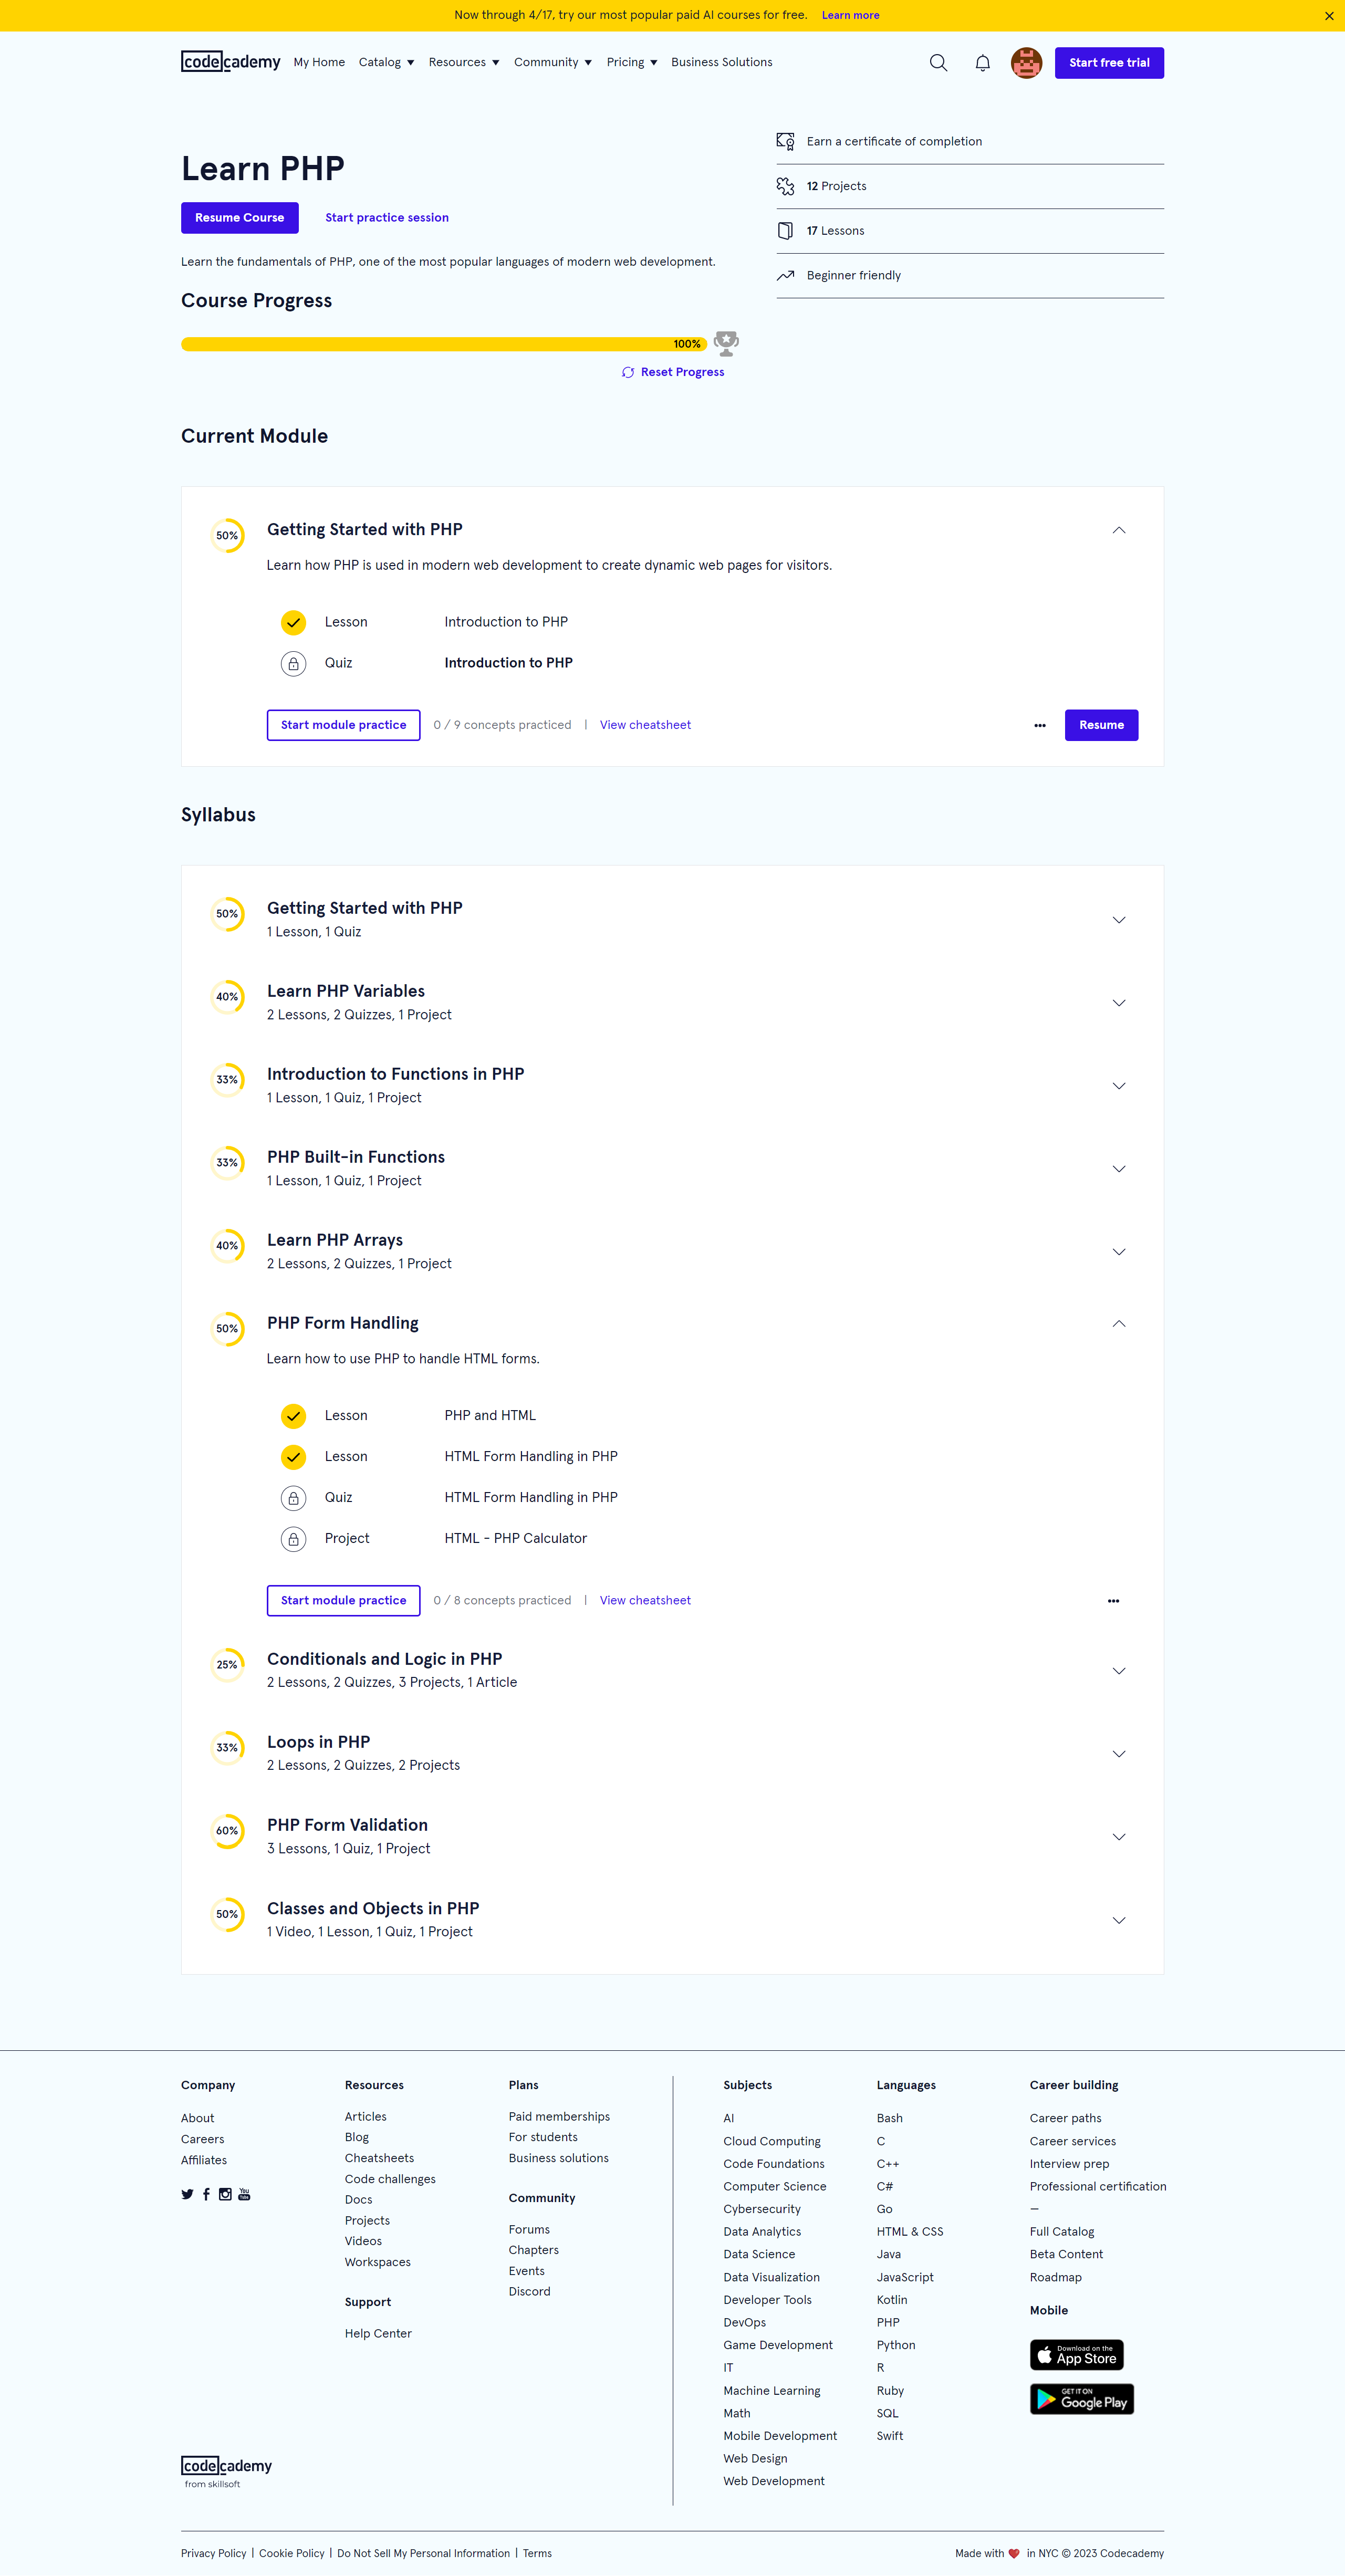 Now through 4/17, try our most popular paid AI courses for free. Learn more
codecademy My Home Catalog Resources Community Pricing Business Solutions Start free trial
Learn PHP
Resume Course Start practice session
Learn the fundamentals of PHP, one of the most popular languages of modern web development.
Earn a certificate of completion
12 Projects
17 Lessons
Beginner friendly
Course Progress
100%
Reset Progress
Current Module
50% Getting Started with PHP
Learn how PHP is used in modern web development to create dynamic web pages for visitors.
Lesson Introduction to PHP
Quiz Introduction to PHP
Start module practice 0 / 9 concepts practiced | View cheatsheet ••• Resume
Syllabus
50% Getting Started with PHP
1 Lesson, 1 Quiz
40% Learn PHP Variables
2 Lessons, 2 Quizzes, 1 Project
33% Introduction to Functions in PHP
1 Lesson, 1 Quiz, 1 Project
33% PHP Built-in Functions
1 Lesson, 1 Quiz, 1 Project
40% Learn PHP Arrays
2 Lessons, 2 Quizzes, 1 Project
50% PHP Form Handling
Learn how to use PHP to handle HTML forms.
Lesson PHP and HTML
Lesson HTML Form Handling in PHP
Quiz HTML Form Handling in PHP
Project HTML - PHP Calculator
Start module practice 0 / 8 concepts practiced | View cheatsheet •••
25% Conditionals and Logic in PHP
2 Lessons, 2 Quizzes, 3 Projects, 1 Article
33% Loops in PHP
2 Lessons, 2 Quizzes, 2 Projects
60% PHP Form Validation
3 Lessons, 1 Quiz, 1 Project
50% Classes and Objects in PHP
1 Video, 1 Lesson, 1 Quiz, 1 Project
Company
About
Careers
Affiliates
You
Tube
Resources
Articles
Blog
Cheatsheets
Code challenges
Docs
Projects
Videos
Workspaces
Support
Help Center
Plans
Paid memberships
For students
Business solutions
Community
Forums
Chapters
Events
Discord
Subjects
AI
Cloud Computing
Code Foundations
Computer Science
Cybersecurity
Data Analytics
Data Science
Data Visualization
Developer Tools
DevOps
Game Development
IT
Machine Learning
Math
Mobile Development
Web Design
Web Development
Languages
Bash
C
C++
C#
Go
HTML & CSS
Java
JavaScript
Kotlin
PHP
Python
R
Ruby
SQL
Swift
Career building
Career paths
Career services
Interview prep
Professional certification
—
Full Catalog
Beta Content
Roadmap
Mobile
Download on the
App Store
GET IT ON
Google Play
codecademy
from skillsoft
Privacy Policy | Cookie Policy | Do Not Sell My Personal Information | Terms
Made with ❤ in NYC © 2023 Codecademy